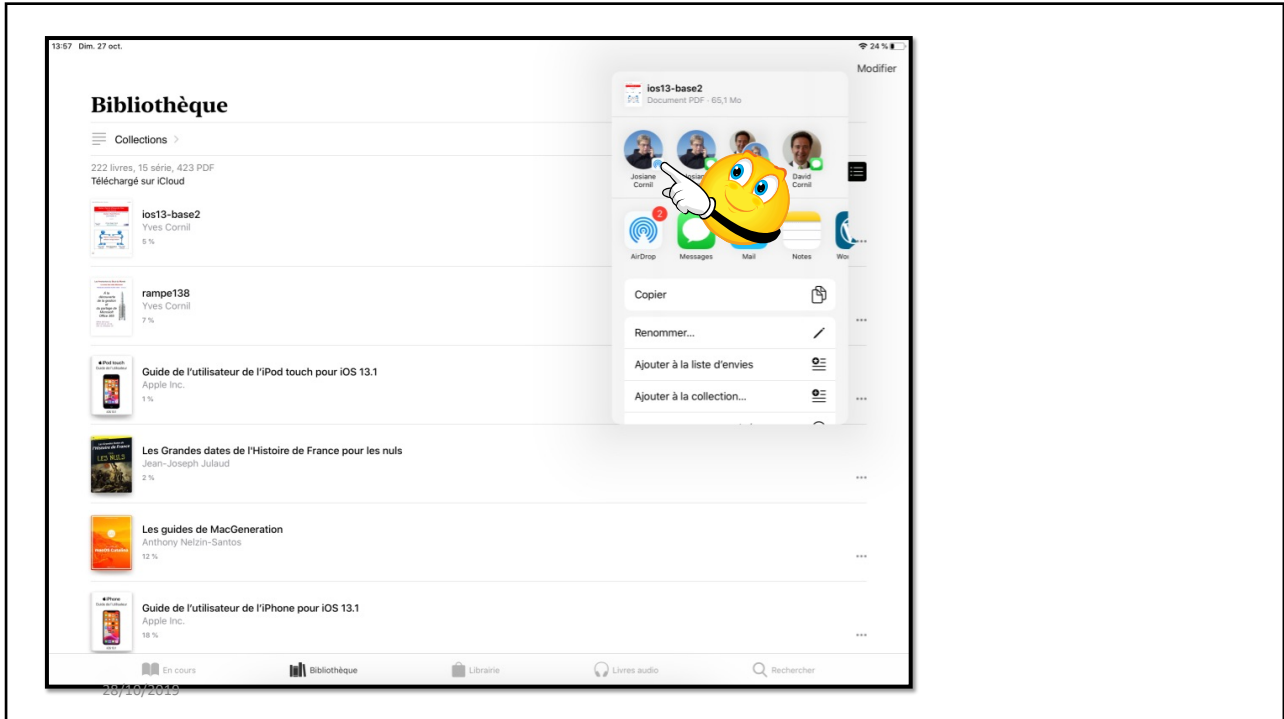 13:57 Dim. 27 oct.
24 %
Modifier
Bibliothèque
Collections
222 livres, 15 série, 423 PDF
Téléchargé sur iCloud
ios13-base2
Yves Cornil
5 %
rampe138
Yves Cornil
7 %
Guide de l'utilisateur de l'iPod touch pour iOS 13.1
Apple Inc.
1 %
Les Grandes dates de l'Histoire de France pour les nuls
Jean-Joseph Julaud
2 %
Les guides de MacGeneration
Anthony Nelzin-Santos
12 %
Guide de l'utilisateur de l'iPhone pour iOS 13.1
Apple Inc.
18 %
ios13-base2
Document PDF · 65,1 Mo
Josiane
Cornil
David
Cornil
2
AirDrop
Messages
Mail
Notes
Copier
Renommer...
Ajouter à la liste d'envies
Ajouter à la collection...
En cours
Bibliothèque
Librairie
Livres audio
Rechercher
28/10/2019